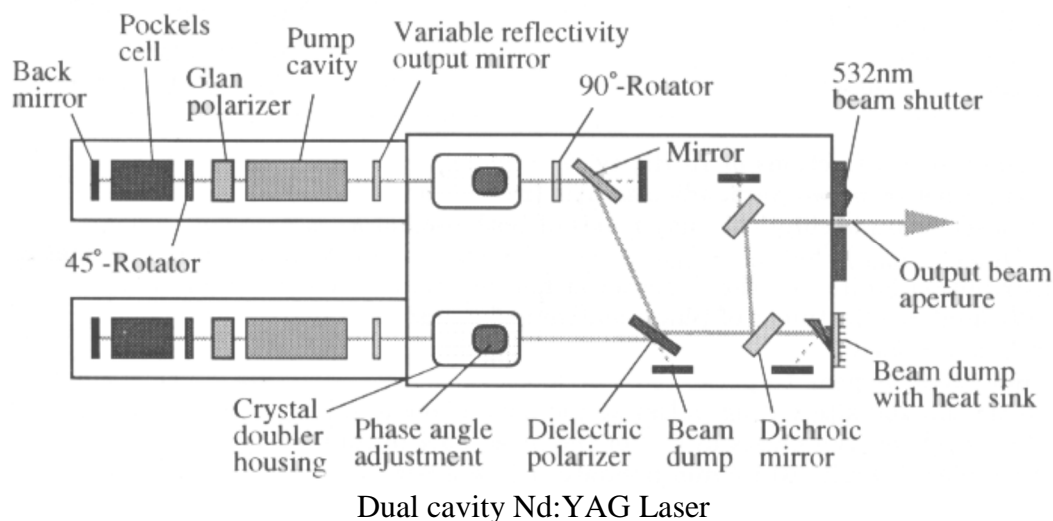 Pockels
cell
Pump
cavity
Variable reflectivity
output mirror
532nm
beam shutter
Back
mirror
Glan
polarizer
90°-Rotator
Mirror
45°-Rotator
Output beam
aperture
Crystal
doubler
housing
Phase angle
adjustment
Dielectric
polarizer
Beam
dump
Dichroic
mirror
Beam dump
with heat sink
Dual cavity Nd:YAG Laser